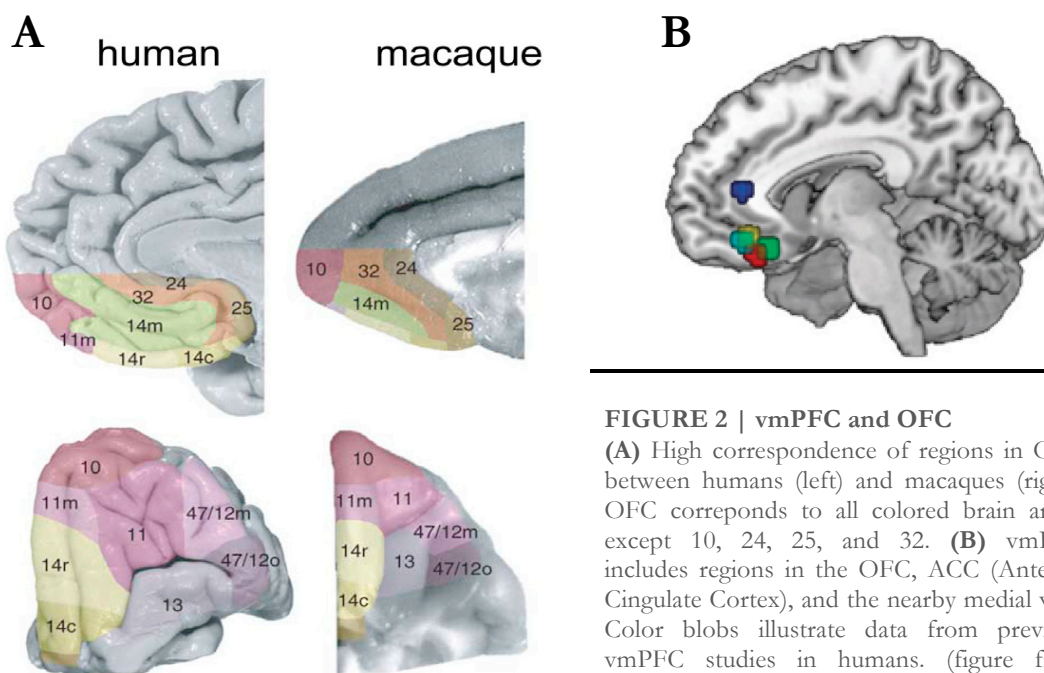 A
human
macaque
B
10
32
24
14m
25
11m
14r
14c
10
32
24
14m
25
10
11m
11
47/12m
14r
47/12o
13
14c
10
11m
11
47/12m
14r
13
47/12o
14c
FIGURE 2 | vmPFC and OFC
(A) High correspondence of regions in
between humans (left) and macaques (rig
OFC correponds to all colored brain
except 10, 24, 25, and 32. (B)
includes regions in the OFC, ACC (Ante
Cingulate Cortex), and the nearby medial
Color blobs illustrate data from previ
vmPFC studies in humans. (figure